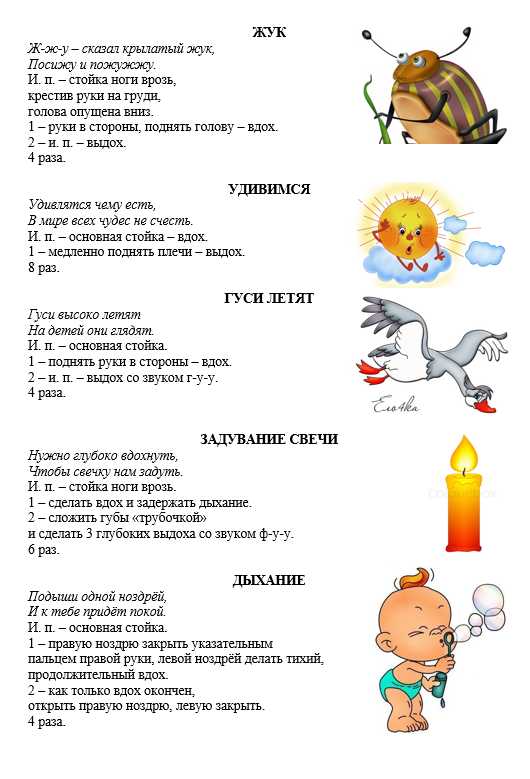 ЖУК
Ж-ж-у – сказал крылатый жук,
Посижу и пожужжу.
И. п. – стойка ноги врозь,
крестив руки на груди,
голова опущена вниз.
1 – руки в стороны, поднять голову – вдох.
2 – и. п. – выдох.
4 раза.
УДИВИМСЯ
Удивлятся чему есть,
В мире всех чудес не счесть.
И. п. – основная стойка – вдох.
1 – медленно поднять плечи – выдох.
8 раз.
ГУСИ ЛЕТЯТ
Гуси высоко летят
На детей они глядят.
И. п. – основная стойка.
1 – поднять руки в стороны – вдох.
2 – и. п. – выдох со звуком г-у-у.
4 раза.
Ело4ka
ЗАДУВАНИЕ СВЕЧИ
Нужно глубоко вдохнуть,
Чтобы свечку нам задуть.
И. п. – стойка ноги врозь.
1 – сделать вдох и задержать дыхание.
2 – сложить губы «трубочкой»
и сделать 3 глубоких выдоха со звуком ф-у-у.
6 раз.
ДЫХАНИЕ
Подыши одной ноздрёй,
И к тебе придёт покой.
И. п. – основная стойка.
1 – правую ноздрю закрыть указательным
пальцем правой руки, левой ноздрёй делать тихий,
продолжительный вдох.
2 – как только вдох окончен,
открыть правую ноздрю, левую закрыть.
4 раза.